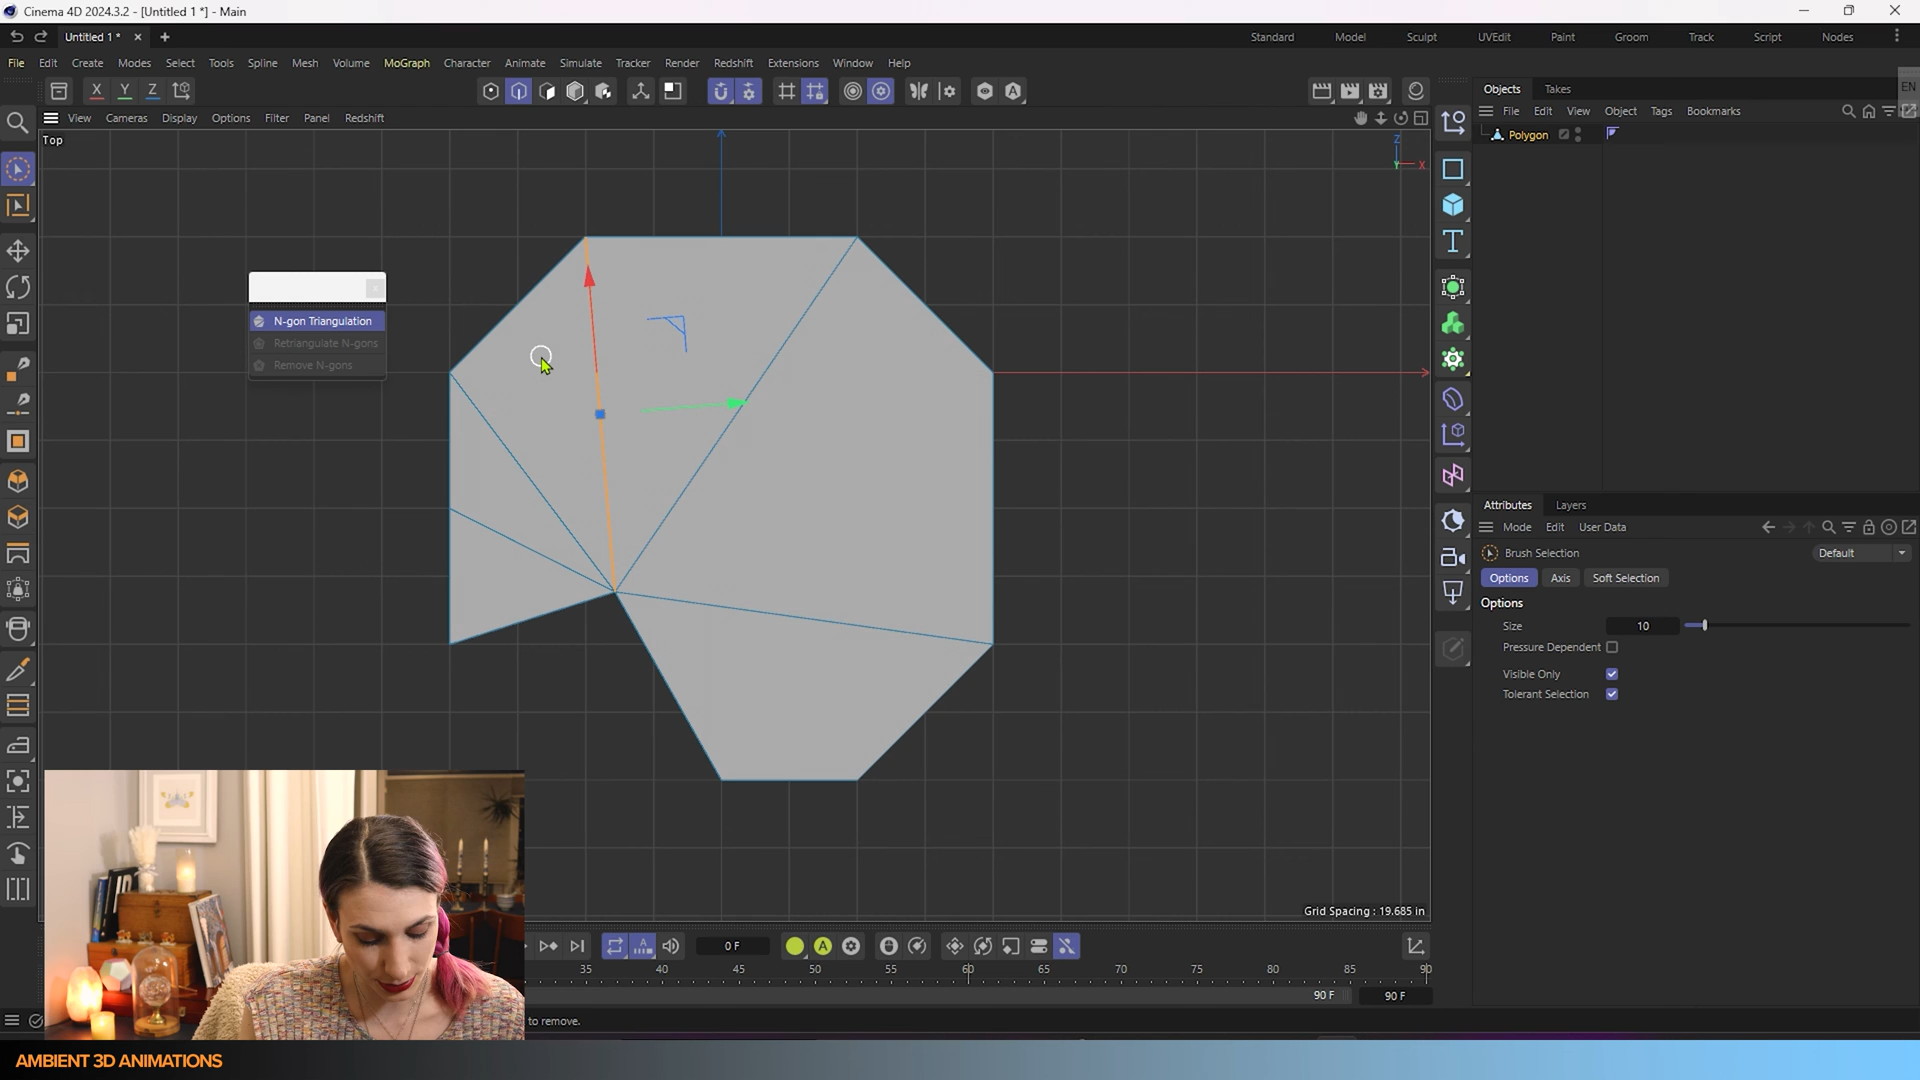 Cinema 4D 2024.3.2 - [Untitled 1 *] - Main
Untitled 1 *
Standard Model Sculpt UVEdit Paint Groom Track Script Nodes
File Edit Create Modes Select Tools Spline Mesh Volume MoGraph Character Animate Simulate Tracker Render Redshift Extensions Window Help
X Y Z
Objects Takes
EN
View Cameras Display Options Filter Panel Redshift
File Edit View Object Tags Bookmarks
Top
Polygon
Z
Y X
N-gon Triangulation
Retriangulate N-gons
Remove N-gons
Attributes Layers
Mode Edit User Data
Brush Selection
Default
Options Axis Soft Selection
Options
Size 10
Pressure Dependent
Visible Only
Tolerant Selection
Grid Spacing : 19.685 in
0 F
35 40 45 50 55 60 65 70 75 80 85 90
90 F 90 F
to remove.
AMBIENT 3D ANIMATIONS